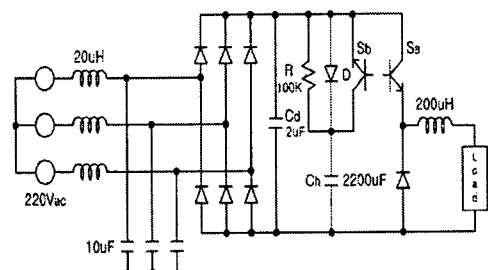 20uH
220Vac
10uF
R
100K
D
Sb
Sa
Cd
2uF
Ch
2200uF
200uH
Load